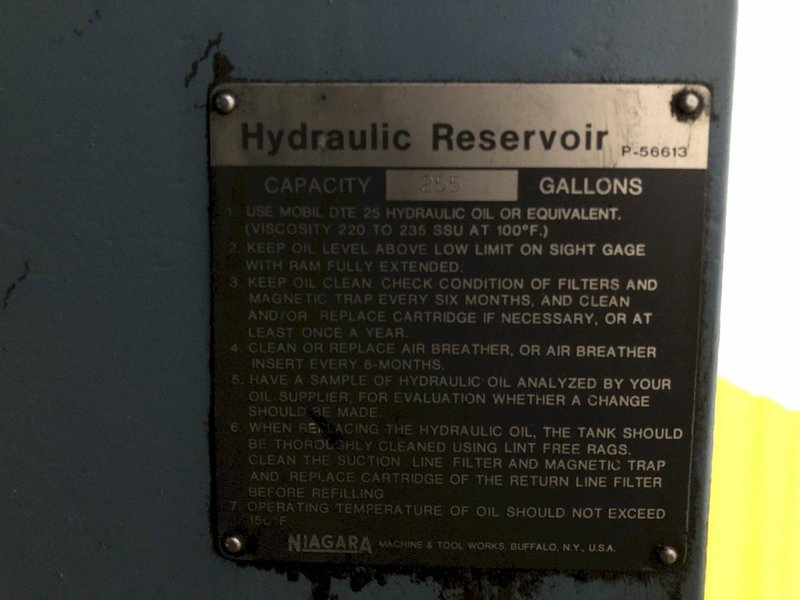 Hydraulic Reservoir P-56613
CAPACITY 255 GALLONS
1. USE MOBIL DTE 25 HYDRAULIC OIL OR EQUIVALENT.
(VISCOSITY 220 TO 235 SSU AT 100°F.)
2. KEEP OIL LEVEL ABOVE LOW LIMIT ON SIGHT GAGE
WITH RAM FULLY EXTENDED.
3. KEEP OIL CLEAN. CHECK CONDITION OF FILTERS AND
MAGNETIC TRAP EVERY SIX MONTHS, AND CLEAN
AND/OR REPLACE CARTRIDGE IF NECESSARY, OR AT
LEAST ONCE A YEAR.
4. CLEAN OR REPLACE AIR BREATHER, OR AIR BREATHER
INSERT EVERY 6-MONTHS.
5. HAVE A SAMPLE OF HYDRAULIC OIL ANALYZED BY YOUR
OIL SUPPLIER, FOR EVALUATION WHETHER A CHANGE
SHOULD BE MADE.
6. WHEN REPLACING THE HYDRAULIC OIL, THE TANK SHOULD
BE THOROUGHLY CLEANED USING LINT FREE RAGS.
CLEAN THE SUCTION LINE FILTER AND MAGNETIC TRAP
AND REPLACE CARTRIDGE OF THE RETURN LINE FILTER
BEFORE REFILLING
7. OPERATING TEMPERATURE OF OIL SHOULD NOT EXCEED
150°F.
NIAGARA MACHINE & TOOL WORKS, BUFFALO, N.Y., U.S.A.